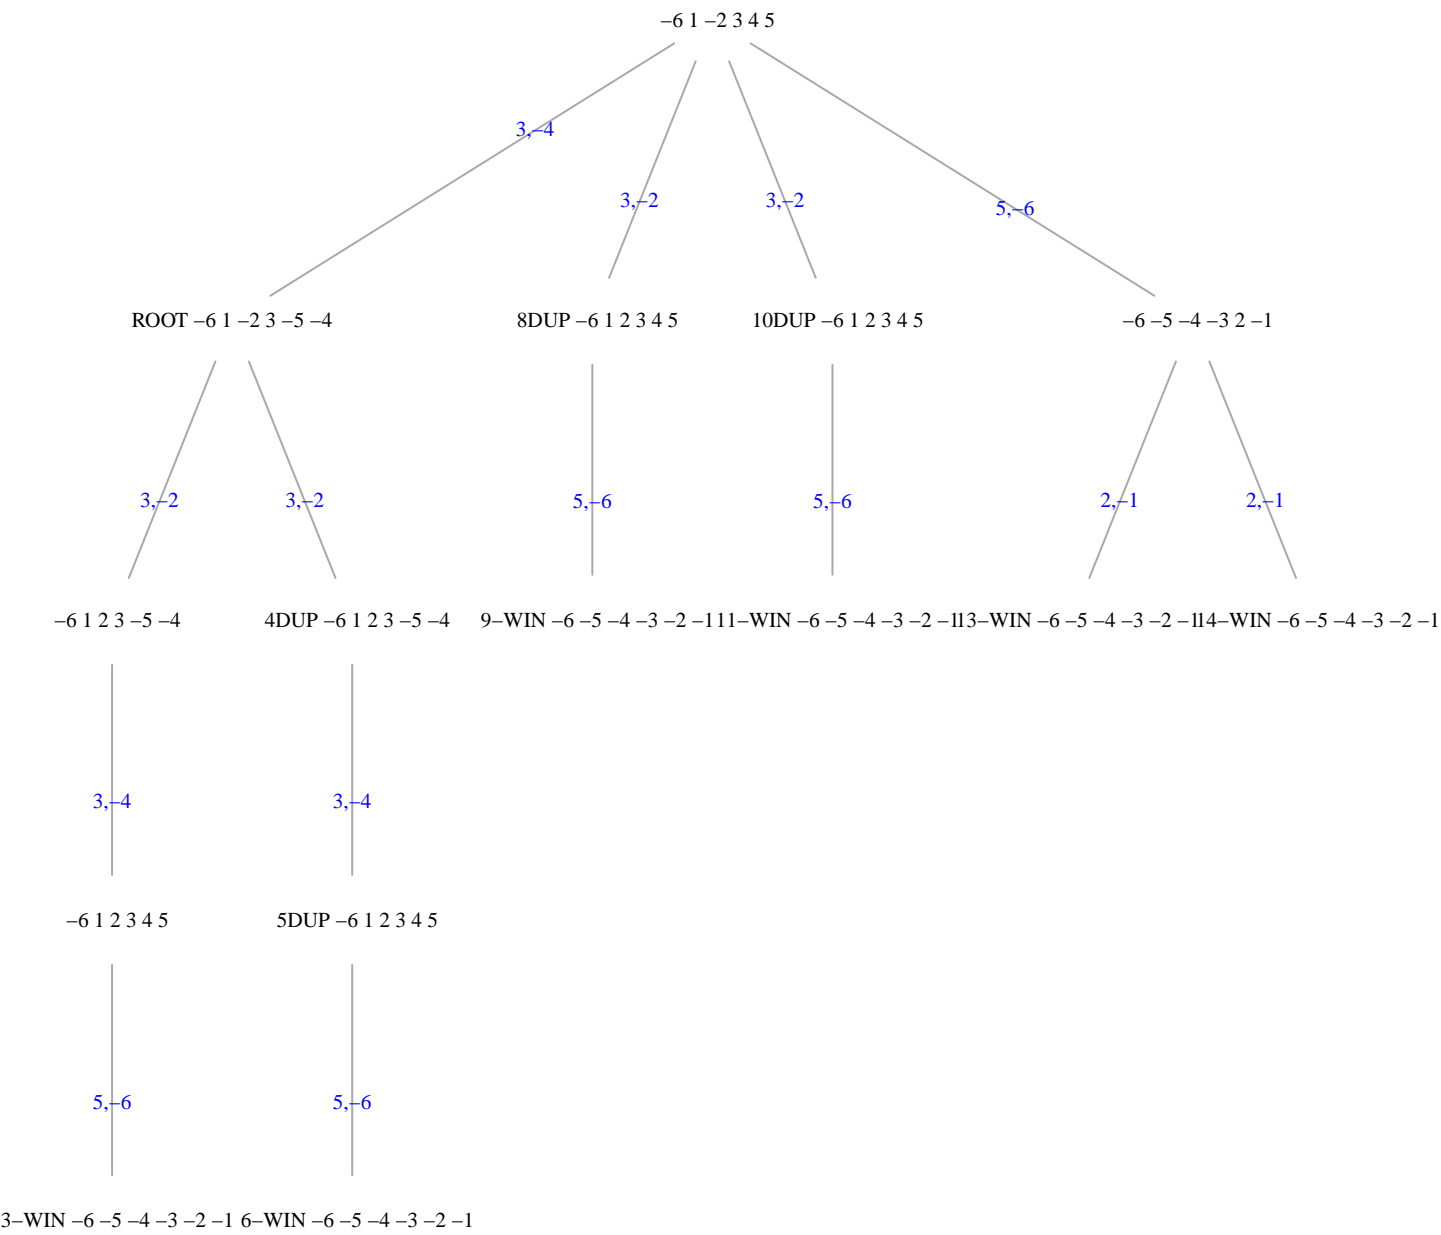 −6 1 −2 3 4 5
3,−4
3,−2
3,−2
5,−6
ROOT −6 1 −2 3 −5 −4
8DUP −6 1 2 3 4 5
10DUP −6 1 2 3 4 5
−6 −5 −4 −3 2 −1
3,−2
3,−2
5,−6
5,−6
2,−1
2,−1
−6 1 2 3 −5 −4
4DUP −6 1 2 3 −5 −4
9−WIN −6 −5 −4 −3 −2 −1
11−WIN −6 −5 −4 −3 −2 −1
13−WIN −6 −5 −4 −3 −2 −1
14−WIN −6 −5 −4 −3 −2 −1
3,−4
3,−4
−6 1 2 3 4 5
5DUP −6 1 2 3 4 5
5,−6
5,−6
3−WIN −6 −5 −4 −3 −2 −1
6−WIN −6 −5 −4 −3 −2 −1